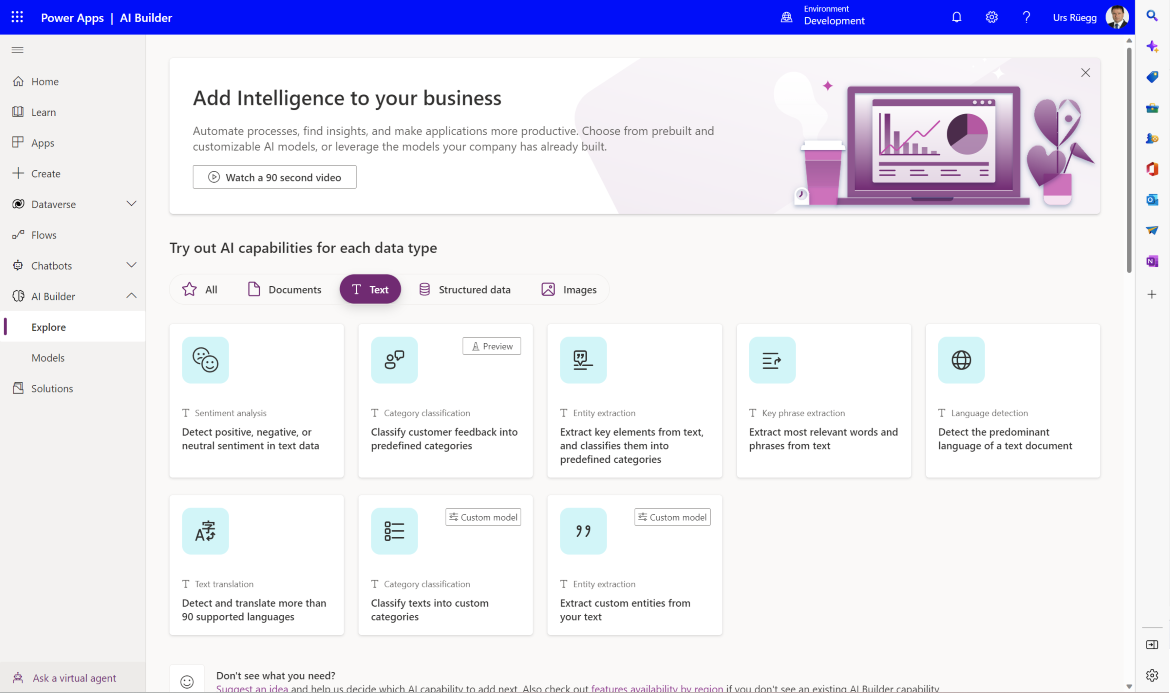 Power Apps | AI Builder
Environment
Development
Urs Rüegg
Home
Learn
Apps
Create
Dataverse
Flows
Chatbots
AI Builder
Explore
Models
Solutions
Ask a virtual agent
Add Intelligence to your business
Automate processes, find insights, and make applications more productive. Choose from prebuilt and
customizable AI models, or leverage the models your company has already built.
Watch a 90 second video
Try out AI capabilities for each data type
All
Documents
Text
Structured data
Images
Sentiment analysis
Detect positive, negative, or
neutral sentiment in text data
Preview
Category classification
Classify customer feedback into
predefined categories
Entity extraction
Extract key elements from text,
and classifies them into
predefined categories
Key phrase extraction
Extract most relevant words and
phrases from text
Language detection
Detect the predominant
language of a text document
Text translation
Detect and translate more than
90 supported languages
Custom model
Category classification
Classify texts into custom
categories
Custom model
Entity extraction
Extract custom entities from
your text
Don't see what you need?
Suggest an idea and help us decide which AI capability to add next. Also check out features availability by region if you don't see an existing AI Builder capability